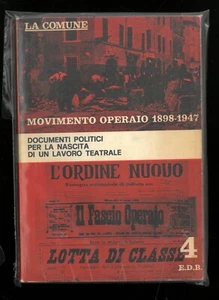 LA COMUNE
MOVIMENTO OPERAIO 1898-1947
DOCUMENTI POLITICI
PER LA NASCITA
DI UN LAVORO TEATRALE
L'ORDINE NUOVO
Il Fascio Operaio
LOTTA DI CLASSE
4
E.D.B.